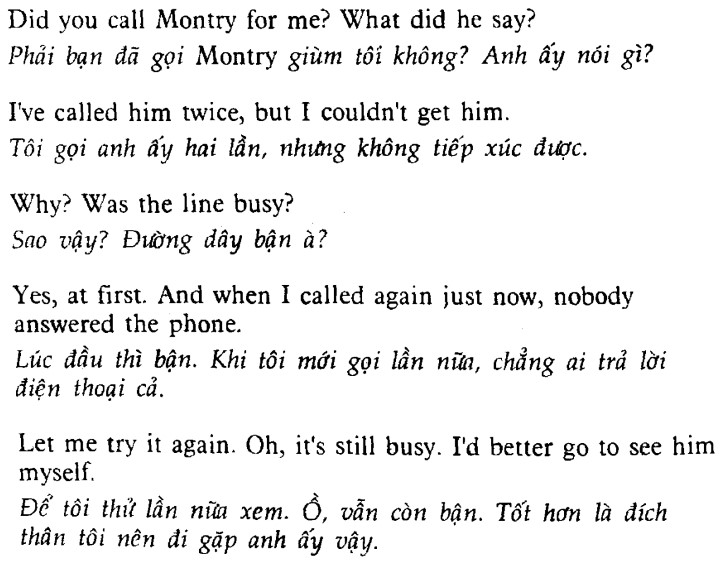 Did you call Montry for me? What did he say?
Phải bạn đã gọi Montry giùm tôi không? Anh ấy nói gì?
I've called him twice, but I couldn't get him.
Tôi gọi anh ấy hai lần, nhưng không tiếp xúc được.
Why? Was the line busy?
Sao vậy? Đường dây bận à?
Yes, at first. And when I called again just now, nobody
answered the phone.
Lúc đầu thì bận. Khi tôi mới gọi lần nữa, chẳng ai trả lời
điện thoại cả.
Let me try it again. Oh, it's still busy. I'd better go to see him
myself.
Để tôi thử lần nữa xem. Ồ, vẫn còn bận. Tốt hơn là đích
thân tôi nên đi gặp anh ấy vậy.